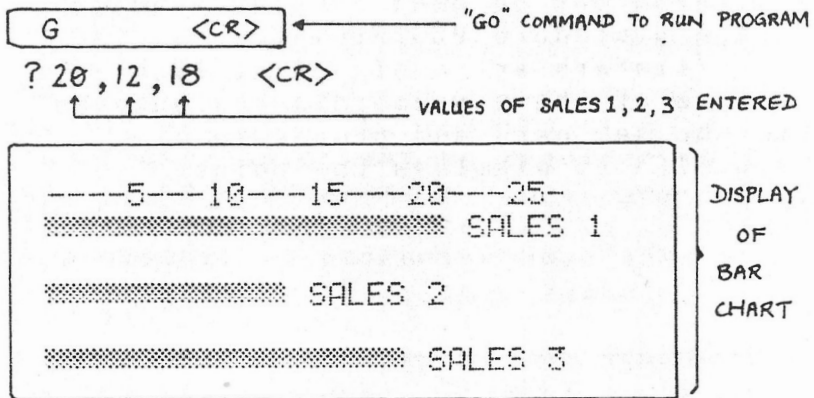 G <CR> "GO" COMMAND TO RUN PROGRAM
? 20,12,18 <CR>
VALUES OF SALES 1, 2, 3 ENTERED
----5----10---15---20---25-
SALES 1
SALES 2
SALES 3
DISPLAY
OF
BAR
CHART